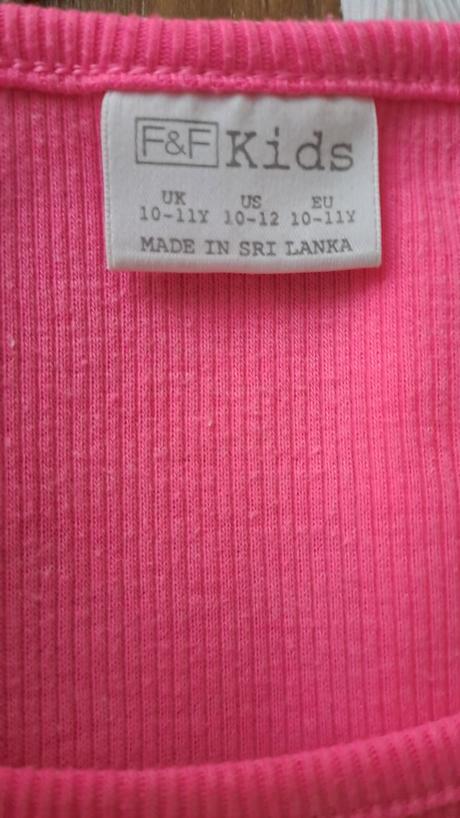 F&F Kids
UK US EU
10-11Y 10-12 10-11Y
MADE IN SRI LANKA